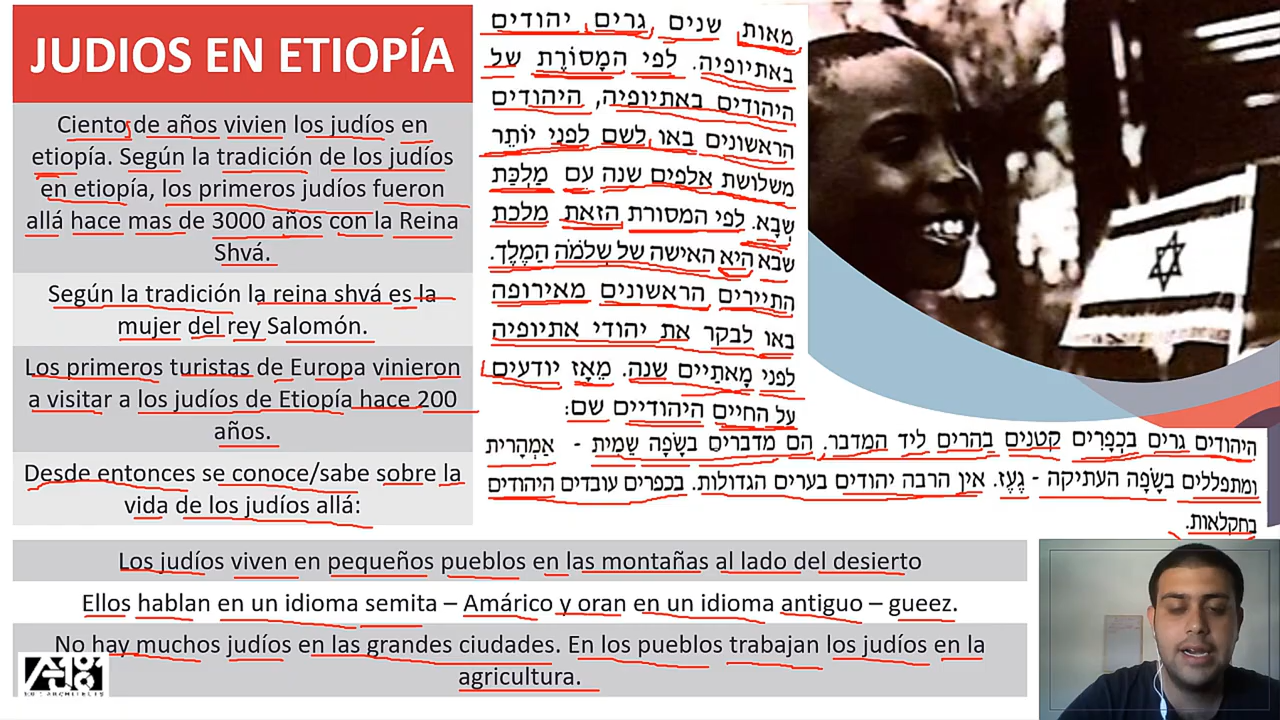 JUDIOS EN ETIOPÍA
Ciento de años vivien los judíos en
etiopía. Según la tradición de los judíos
en etiopía, los primeros judíos fueron
allá hace mas de 3000 años con la Reina
Shvá.
Según la tradición la reina shvá es la
mujer del rey Salomón.
Los primeros turistas de Europa vinieron
a visitar a los judíos de Etiopía hace 200
años.
Desde entonces se conoce/sabe sobre la
vida de los judíos allá:
מאות שנים גרים יהודים
באתיופיה. לפי המָסוֹרֶת של
היהודים באתיופיה, היהודים
הראשונים באו לשם לִפני יוֹתֵר
משלושת אלפים שנה עִם מַלְכַּת
שְׁבָא. לפי המסורת הזאת מלכת
שבא היא האישה של שְׁלֹמֹה הַמֶלֶך.
התיירים הראשונים מאירופה
באו לבקר את יהודי אתיופיה
לפני מָאתַיים שנה. מֵאָז יודעים
על החיים היהודיים שם:
היהודים גרים בִּכְפָרִים קטנים בהרים ליד המדבר. הם מדברים בשָׂפָה שֵׁמִית - אַמְהָרִית
ומתפללים בשָׂפָה העתיקה - גֶעֶז. אין הרבה יהודים בערים הגדולות. בכפרים עובדים היהודים
בחקלאות.
Los judíos viven en pequeños pueblos en las montañas al lado del desierto
Ellos hablan en un idioma semita – Amárico y oran en un idioma antiguo – gueez.
No hay muchos judíos en las grandes ciudades. En los pueblos trabajan los judíos en la
agricultura.